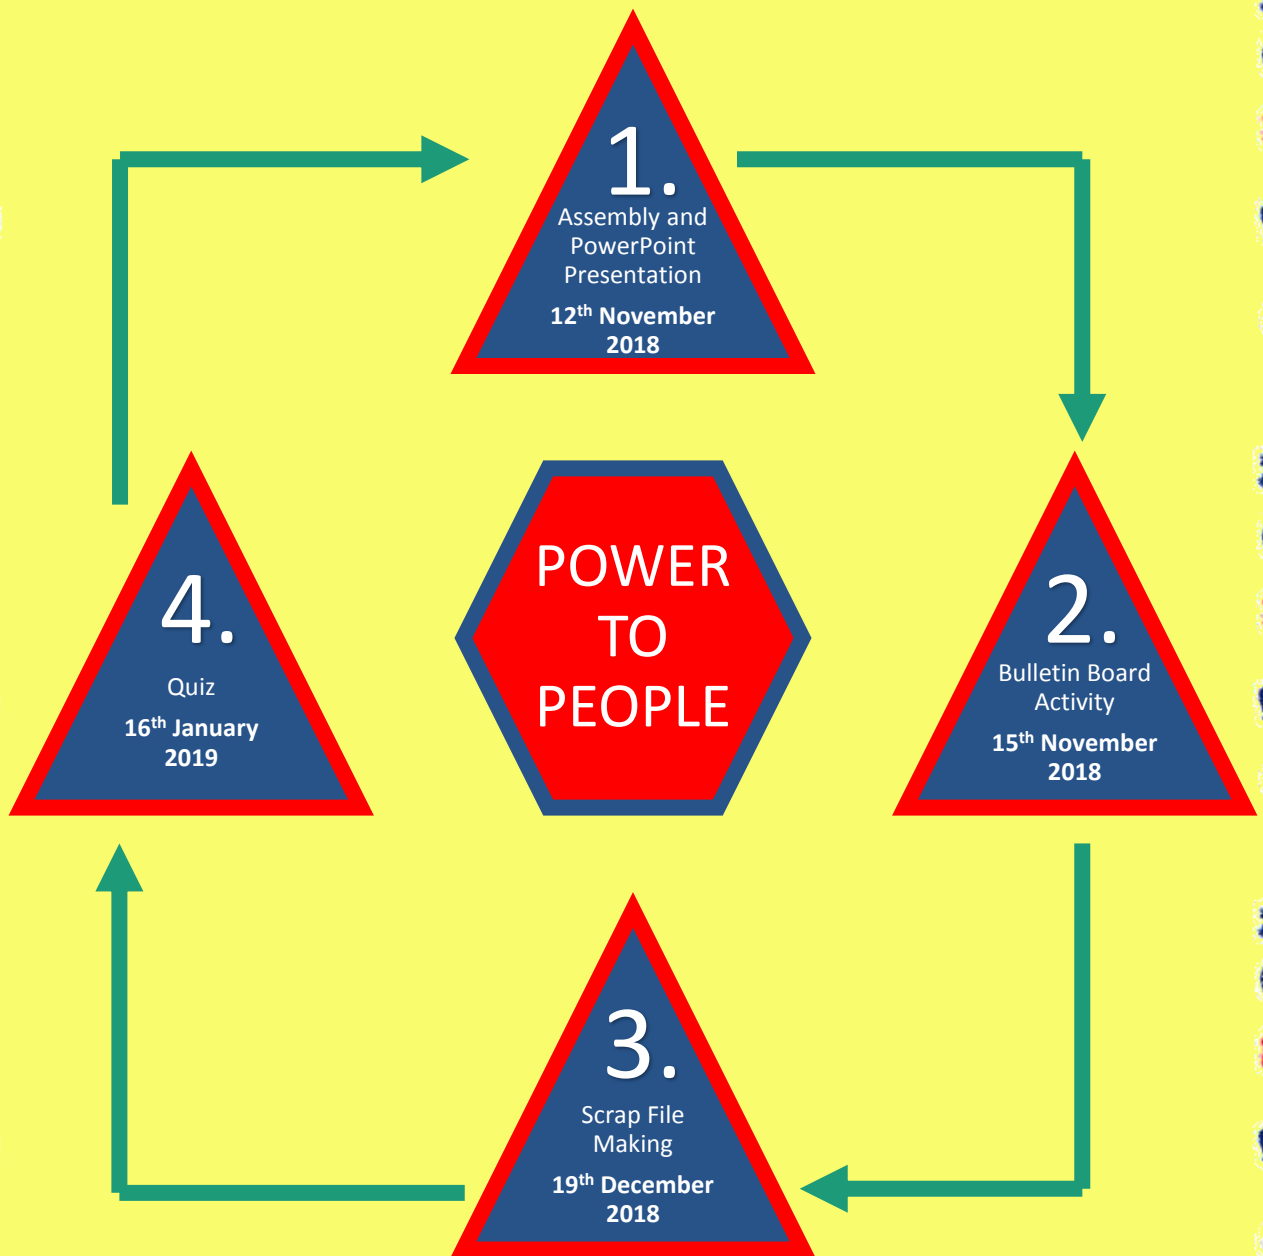 1.
Assembly and
PowerPoint
Presentation
12th November
2018
POWER
TO
PEOPLE
4.
Quiz
16th January
2019
2.
Bulletin Board
Activity
15th November
2018
3.
Scrap File
Making
19th December
2018